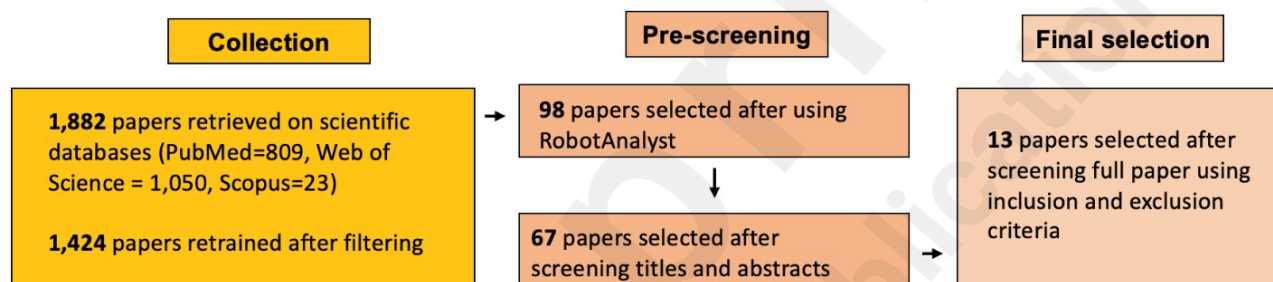 Collection
1,882 papers retrieved on scientific
databases (PubMed=809, Web of
Science = 1,050, Scopus=23)
1,424 papers retrained after filtering
Pre-screening
98 papers selected after using
RobotAnalyst
67 papers selected after
screening titles and abstracts
Final selection
13 papers selected after
screening full paper using
inclusion and exclusion
criteria